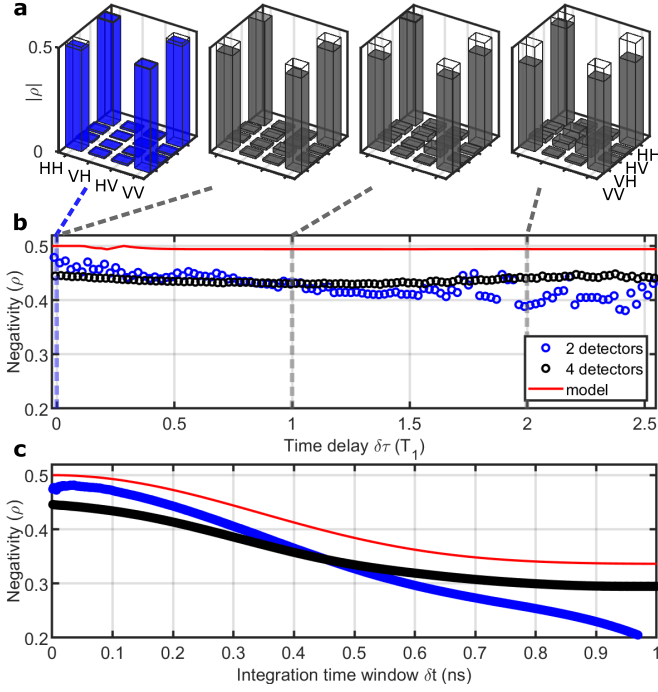 a
0.5
|ρ|
0
HH
VH
HV
VV
HH
HV
VH
VV
b
0.5
0.4
0.3
0.2
Negativity (ρ)
2 detectors
4 detectors
model
0
0.5
1
1.5
2
2.5
Time delay δτ (T1)
c
0.5
0.4
0.3
0.2
Negativity (ρ)
0
0.1
0.2
0.3
0.4
0.5
0.6
0.7
0.8
0.9
1
Integration time window δt (ns)